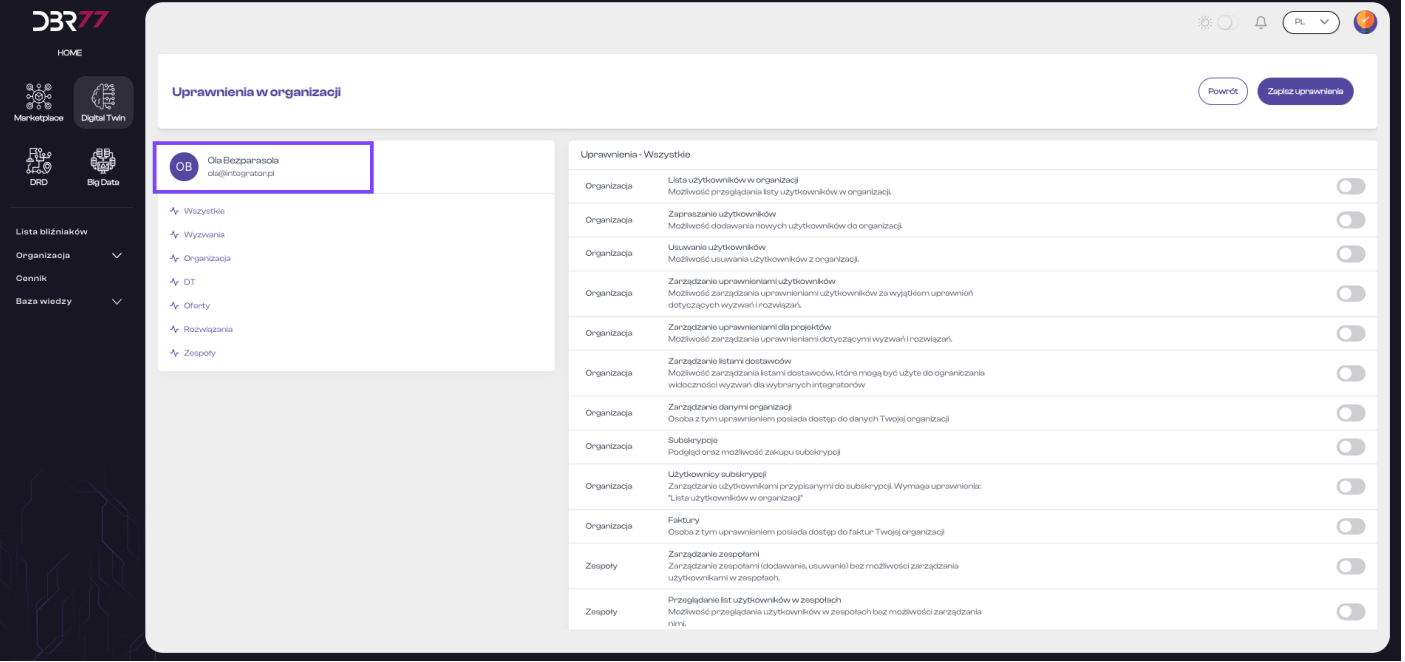 DBR77
HOME
Marketplace
Digital Twin
DRD
Big Data
Lista bliźniaków
Organizacja
Cennik
Baza wiedzy
PL
Uprawnienia w organizacji
Powrót
Zapisz uprawnienia
OB
Ola Bezparasola
ola@integrator.pl
Wszystkie
Wyzwania
Organizacja
DT
Oferty
Rozwiązania
Zespoły
Uprawnienia - Wszystkie
Organizacja
Lista użytkowników w organizacji
Możliwość przeglądania listy użytkowników w organizacji.
Organizacja
Zapraszanie użytkowników
Możliwość dodawania nowych użytkowników do organizacji.
Organizacja
Usuwanie użytkowników
Możliwość usuwania użytkowników z organizacji.
Organizacja
Zarządzanie uprawnieniami użytkowników
Możliwość zarządzania uprawnieniami użytkowników za wyjątkiem uprawnień
dotyczących wyzwań i rozwiązań.
Organizacja
Zarządzanie uprawnieniami dla projektów
Możliwość zarządzania uprawnieniami dotyczącymi wyzwań i rozwiązań.
Organizacja
Zarządzanie listami dostawców
Możliwość zarządzania listami dostawców, które mogą być użyte do ograniczania
widoczności wyzwań dla wybranych integratorów
Organizacja
Zarządzanie danymi organizacji
Osoba z tym uprawnieniem posiada dostęp do danych Twojej organizacji
Organizacja
Subskrypcje
Podgląd oraz możliwość zakupu subskrypcji
Organizacja
Użytkownicy subskrypcji
Zarządzanie użytkownikami przypisanymi do subskrypcji. Wymaga uprawnienia:
"Lista użytkowników w organizacji"
Organizacja
Faktury
Osoba z tym uprawnieniem posiada dostęp do faktur Twojej organizacji
Zespoły
Zarządzanie zespołami
Zarządzanie zespołami (dodawanie, usuwanie) bez możliwości zarządzania
użytkownikami w zespołach.
Zespoły
Przeglądanie list użytkowników w zespołach
Możliwość przeglądania użytkowników w zespołach bez możliwości zarządzania
nimi.